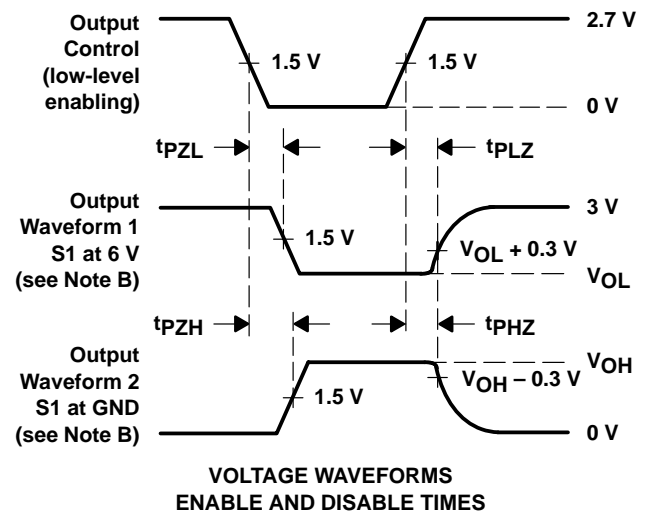 Output
Control
(low-level
enabling)
1.5 V
1.5 V
2.7 V
0 V
tPZL
tPLZ
Output
Waveform 1
S1 at 6 V
(see Note B)
1.5 V
3 V
VOL + 0.3 V
VOL
tPZH
tPHZ
Output
Waveform 2
S1 at GND
(see Note B)
1.5 V
VOH
VOH – 0.3 V
0 V
VOLTAGE WAVEFORMS
ENABLE AND DISABLE TIMES